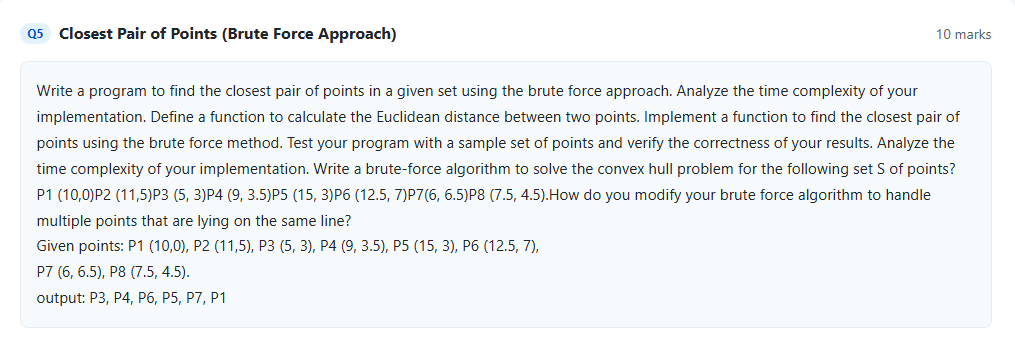 Q5 Closest Pair of Points (Brute Force Approach) 10 marks
Write a program to find the closest pair of points in a given set using the brute force approach. Analyze the time complexity of your
implementation. Define a function to calculate the Euclidean distance between two points. Implement a function to find the closest pair of
points using the brute force method. Test your program with a sample set of points and verify the correctness of your results. Analyze the
time complexity of your implementation. Write a brute-force algorithm to solve the convex hull problem for the following set S of points?
P1 (10,0)P2 (11,5)P3 (5, 3)P4 (9, 3.5)P5 (15, 3)P6 (12.5, 7)P7(6, 6.5)P8 (7.5, 4.5).How do you modify your brute force algorithm to handle
multiple points that are lying on the same line?
Given points: P1 (10,0), P2 (11,5), P3 (5, 3), P4 (9, 3.5), P5 (15, 3), P6 (12.5, 7),
P7 (6, 6.5), P8 (7.5, 4.5).
output: P3, P4, P6, P5, P7, P1